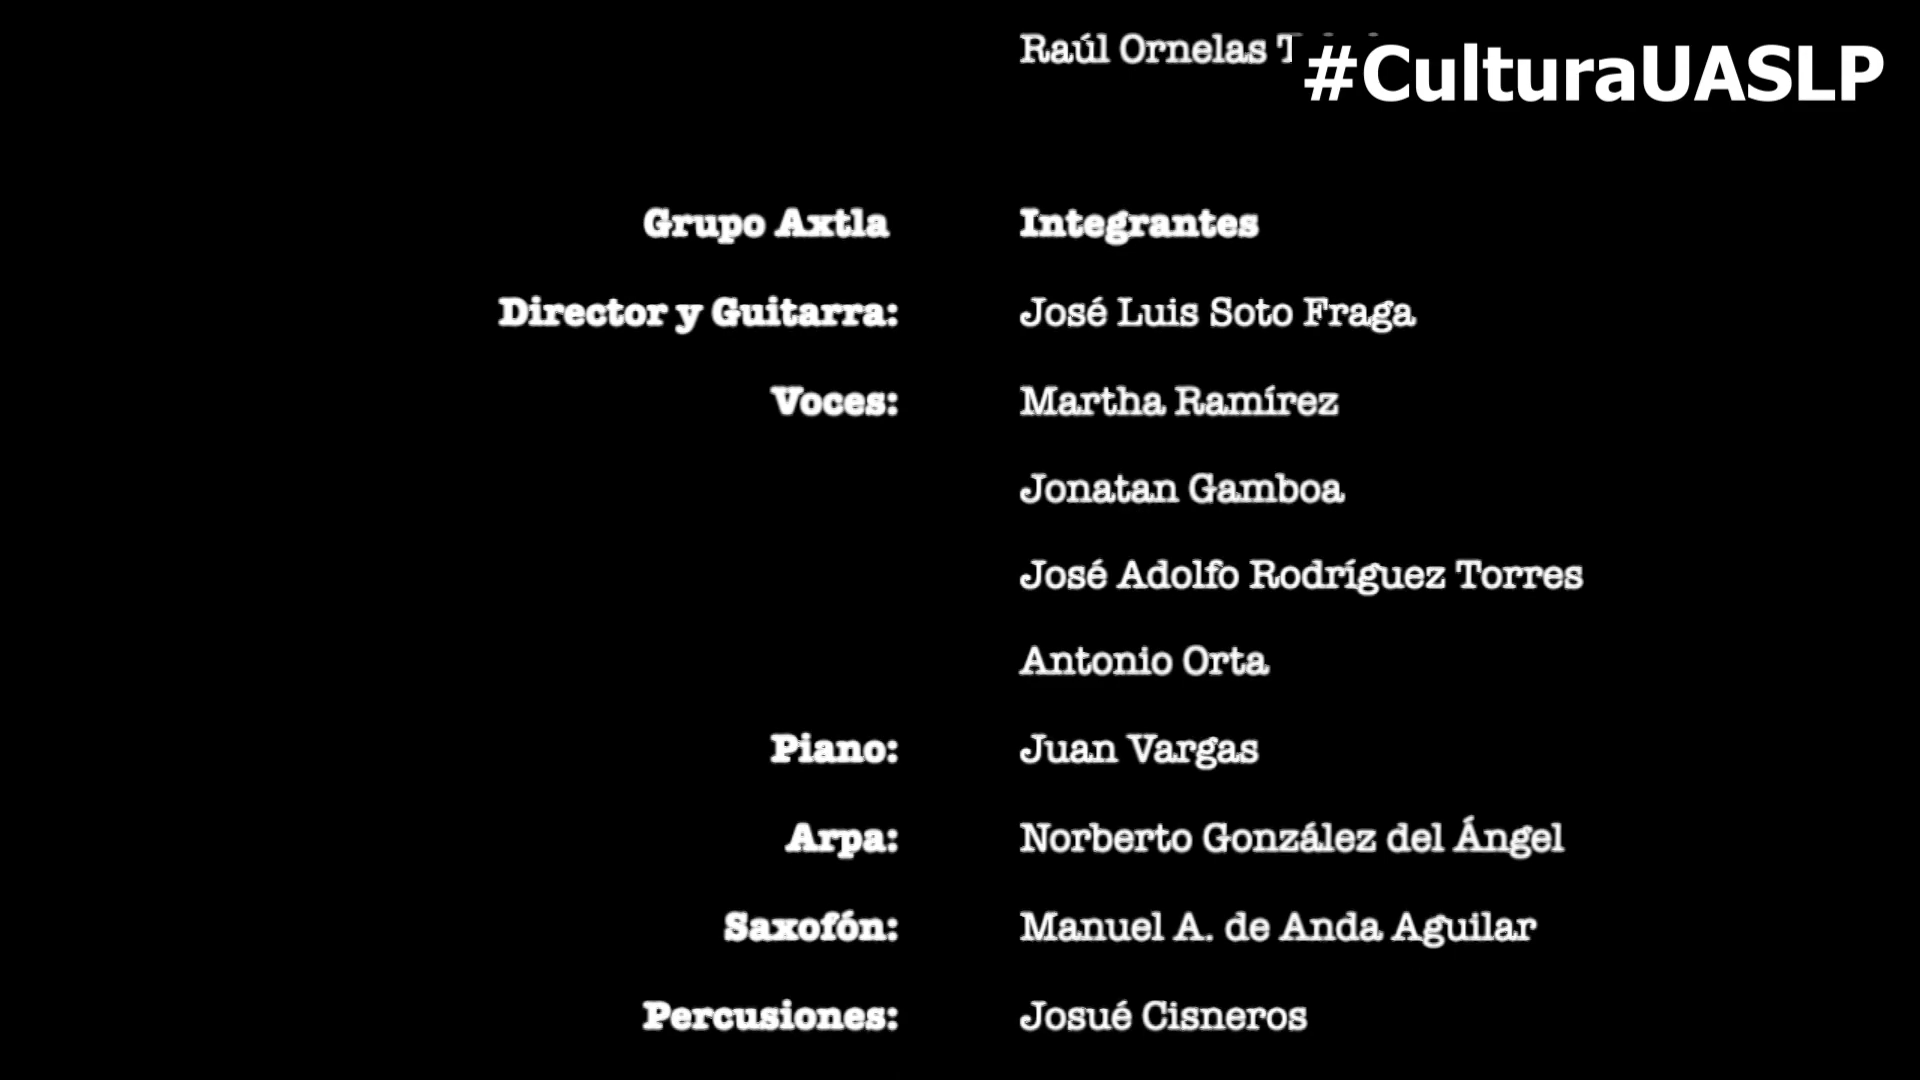 Raúl Ornelas
#CulturaUASLP
Grupo Axtla Integrantes
Director y Guitarra: José Luis Soto Fraga
Voces: Martha Ramírez
Jonatan Gamboa
José Adolfo Rodríguez Torres
Antonio Orta
Piano: Juan Vargas
Arpa: Norberto González del Ángel
Saxofón: Manuel A. de Anda Aguilar
Percusiones: Josué Cisneros